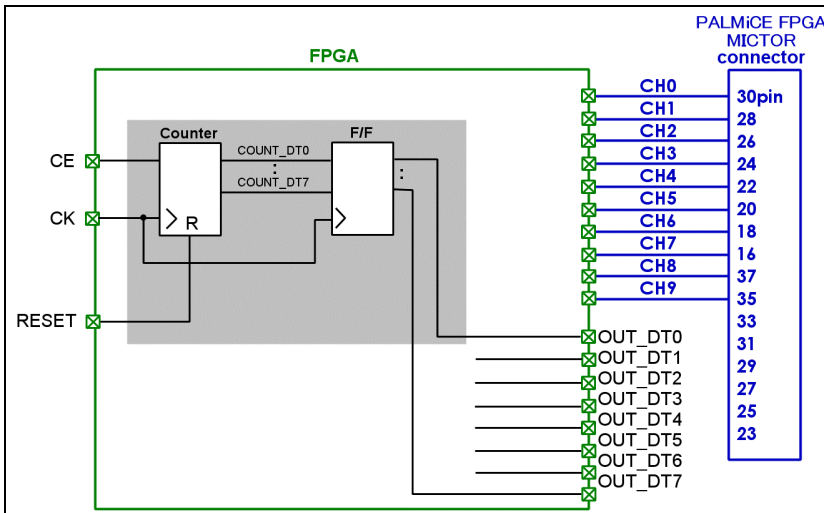 PALMiCE FPGA
MICTOR
connector
FPGA
CH0
30pin
CH1
28
CH2
26
CH3
24
CH4
22
CH5
20
CH6
18
CH7
16
CH8
37
CH9
35
33
31
29
27
25
23
Counter
F/F
CE
COUNT_DT0
:
:
COUNT_DT7
CK
R
RESET
OUT_DT0
OUT_DT1
OUT_DT2
OUT_DT3
OUT_DT4
OUT_DT5
OUT_DT6
OUT_DT7